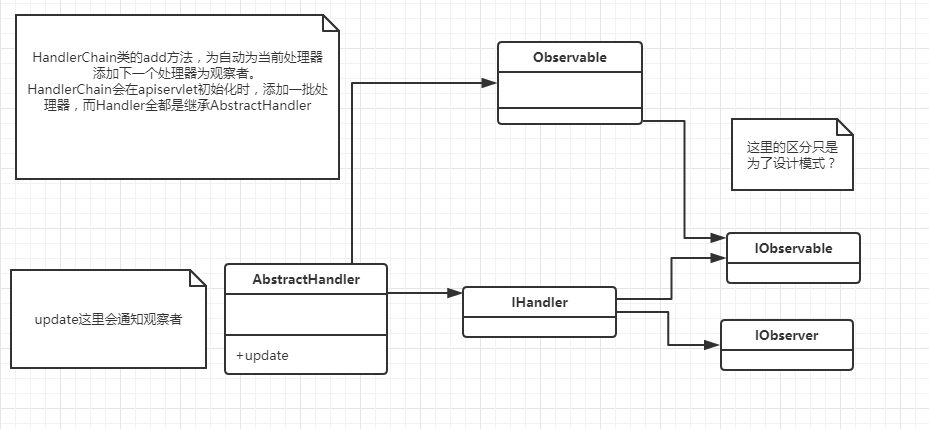 HandlerChain类的add方法，为自动为当前处理器
添加下一个处理器为观察者。
HandlerChain会在apiservlet初始化时，添加一批处
理器，而Handler全都是继承AbstractHandler
Observable
这里的区分只是
为了设计模式？
IObservable
AbstractHandler
IHandler
update这里会通知观察者
IObserver
+update